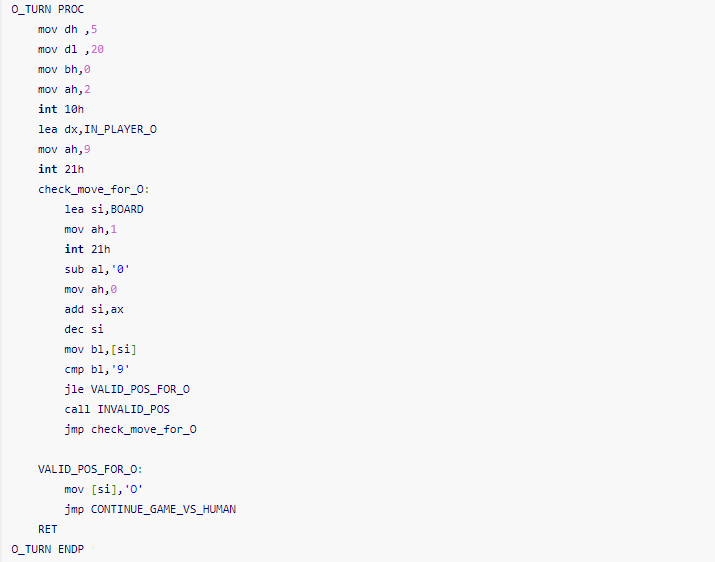 O_TURN PROC
mov dh ,5
mov dl ,20
mov bh,0
mov ah,2
int 10h
lea dx,IN_PLAYER_O
mov ah,9
int 21h
check_move_for_O:
lea si,BOARD
mov ah,1
int 21h
sub al,'0'
mov ah,0
add si,ax
dec si
mov bl,[si]
cmp bl,'9'
jle VALID_POS_FOR_O
call INVALID_POS
jmp check_move_for_O
VALID_POS_FOR_O:
mov [si],'O'
jmp CONTINUE_GAME_VS_HUMAN
RET
O_TURN ENDP